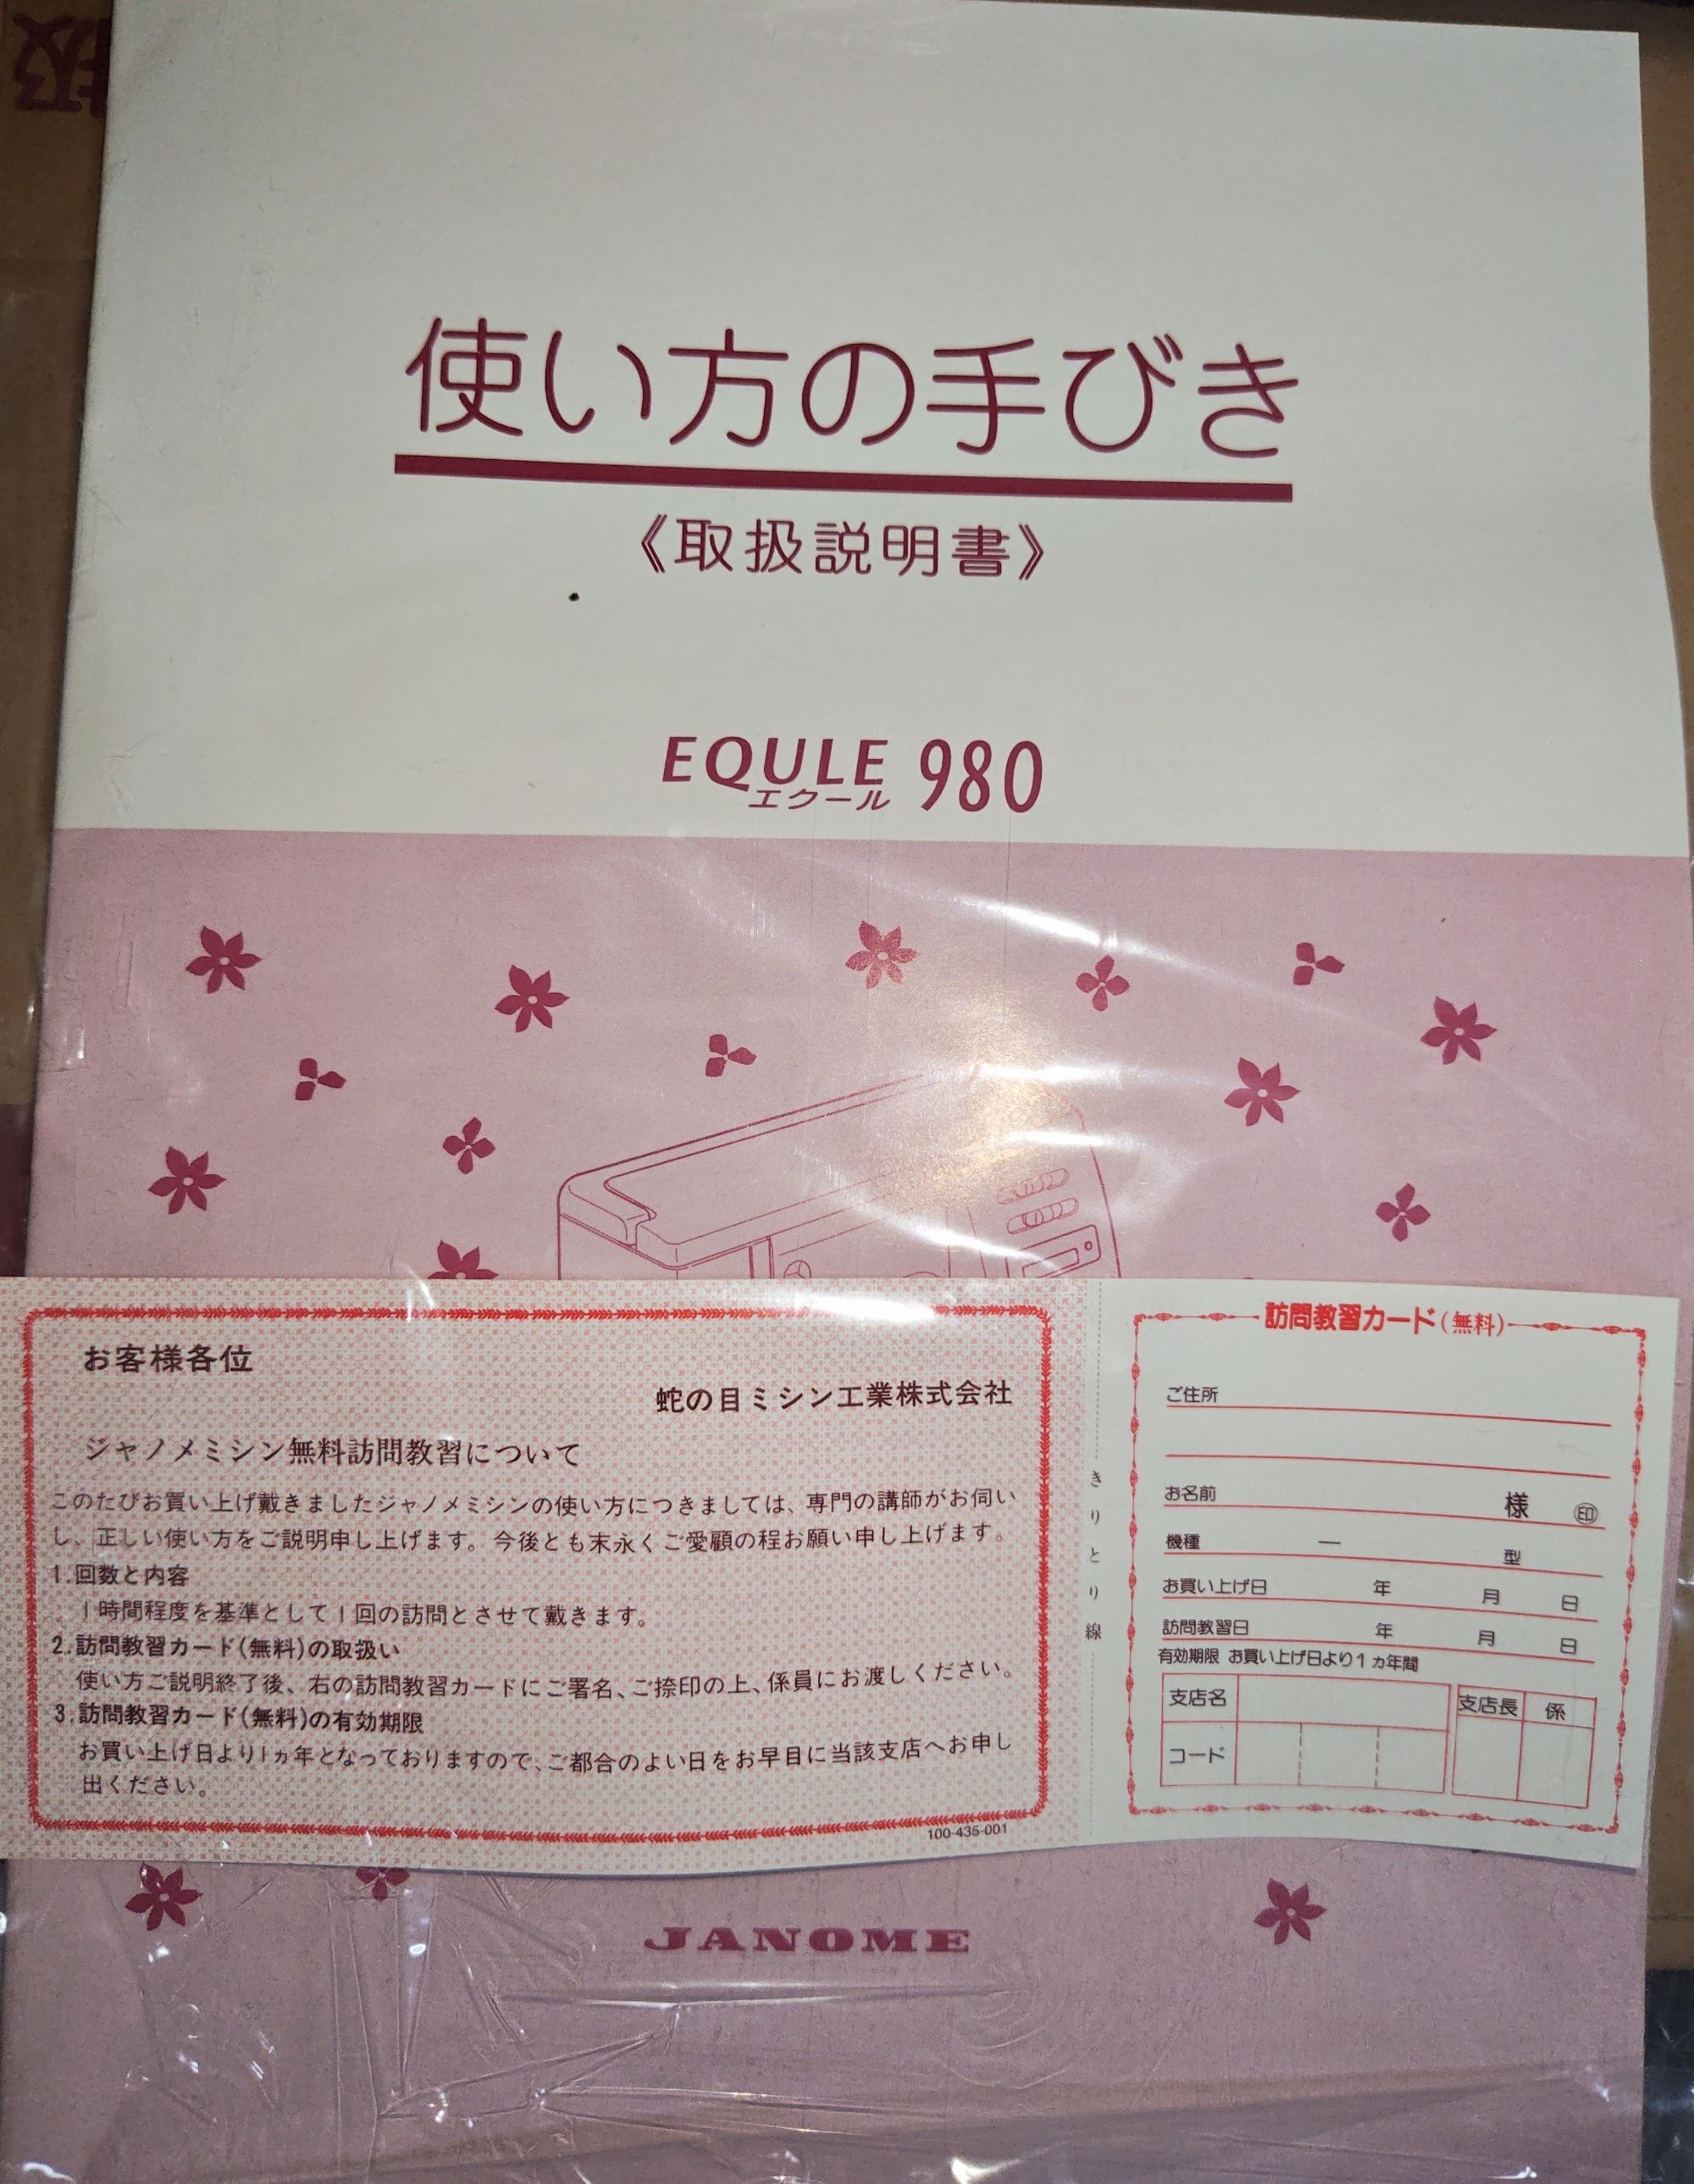 扱
使い方の手びき
《取扱説明書》
EQULE 980
エクール
お客様各位
蛇の目ミシン工業株式会社
ジャノメミシン無料訪問教習について
このたびお買い上げ戴きましたジャノメミシンの使い方につきましては、専門の講師がお伺い
し、正しい使い方をご説明申し上げます。今後とも末永くご愛顧の程お願い申し上げます。
1.回数と内容
1時間程度を基準として1回の訪問とさせて戴きます。
2.訪問教習カード(無料)の取扱い
使い方ご説明終了後、右の訪問教習カードにご署名、ご捺印の上、係員にお渡しください。
3.訪問教習カード(無料)の有効期限
お買い上げ日より1ヵ年となっておりますので、ご都合のよい日をお早目に当該支店へお申し
出ください。
100-435-001
きりとり線
訪問教習カード(無料)
ご住所
お名前 様 ㊞
機種 ー 型
お買い上げ日 年 月 日
訪問教習日 年 月 日
有効期限 お買い上げ日より1ヵ年間
支店名 支店長 係
コード
JANOME